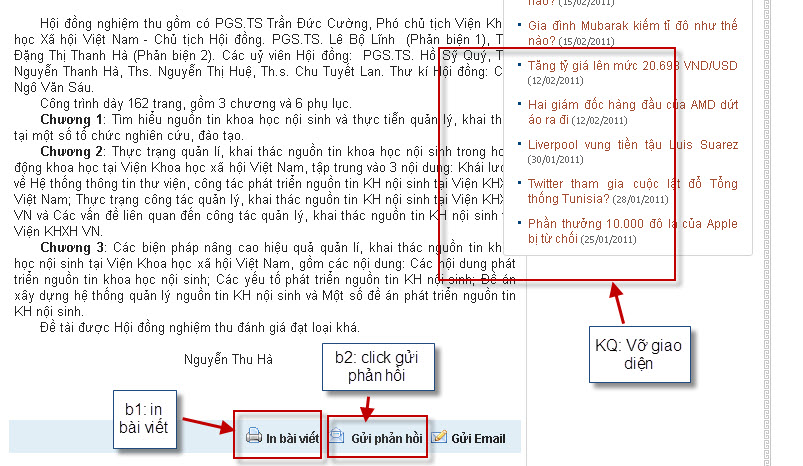 Hội đồng nghiệm thu gồm có PGS.TS Trần Đức Cường, Phó chủ tịch Viện Kh
học Xã hội Việt Nam - Chủ tịch Hội đồng. PGS.TS. Lê Bộ Lĩnh (Phản biện 1), T
Đặng Thị Thanh Hà (Phản biện 2). Các uỷ viên Hội đồng: PGS.TS. Hồ Sỹ Quý, T
Nguyễn Thanh Hà, Ths. Nguyễn Thị Huệ, Th.s. Chu Tuyết Lan. Thư kí Hội đồng: C
Ngô Văn Sáu.
Công trình dày 162 trang, gồm 3 chương và 6 phụ lục.
Chương 1: Tìm hiểu nguồn tin khoa học nội sinh và thực tiễn quản lý, khai thá
tại một số tổ chức nghiên cứu, đào tạo.
Chương 2: Thực trạng quản lí, khai thác nguồn tin khoa học nội sinh trong ho
động khoa học tại Viện Khoa học xã hội Việt Nam, tập trung vào 3 nội dung: Khái lư
về Hệ thống thông tin thư viện, công tác phát triển nguồn tin KH nội sinh tại Viện KHX
Việt Nam; Thực trạng công tác quản lý, khai thác nguồn tin KH nội sinh tại Viện KHXH
VN và Các vấn đề liên quan đến công tác quản lý, khai thác nguồn tin KH nội sinh
Viện KHXH VN.
Chương 3: Các biện pháp nâng cao hiệu quả quản lí, khai thác nguồn tin kh
học nội sinh tại Viện Khoa học xã hội Việt Nam, gồm các nội dung: Các nội dung phát
triển nguồn tin khoa học nội sinh; Các yếu tố phát triển nguồn tin KH nội sinh; Đề án
xây dựng hệ thống quản lý nguồn tin KH nội sinh và Một số đề án phát triển nguồn tin
KH nội sinh.
Đề tài được Hội đồng nghiệm thu đánh giá đạt loại khá.
Nguyễn Thu Hà
nào? (15/02/2011)
Gia đình Mubarak kiếm tỉ đô như thế
nào? (15/02/2011)
Tăng tỷ giá lên mức 20.693 VND/USD
(12/02/2011)
Hai giám đốc hàng đầu của AMD dứt
áo ra đi (12/02/2011)
Liverpool vung tiền tậu Luis Suarez
(30/01/2011)
Twitter tham gia cuộc lật đổ Tổng
thống Tunisia? (28/01/2011)
Phần thưởng 10.000 đô la của Apple
bị từ chối (25/01/2011)
KQ: Vỡ giao
diện
b2: click gửi
phản hồi
b1: in
bài viết
In bài viết Gửi phản hồi Gửi Email